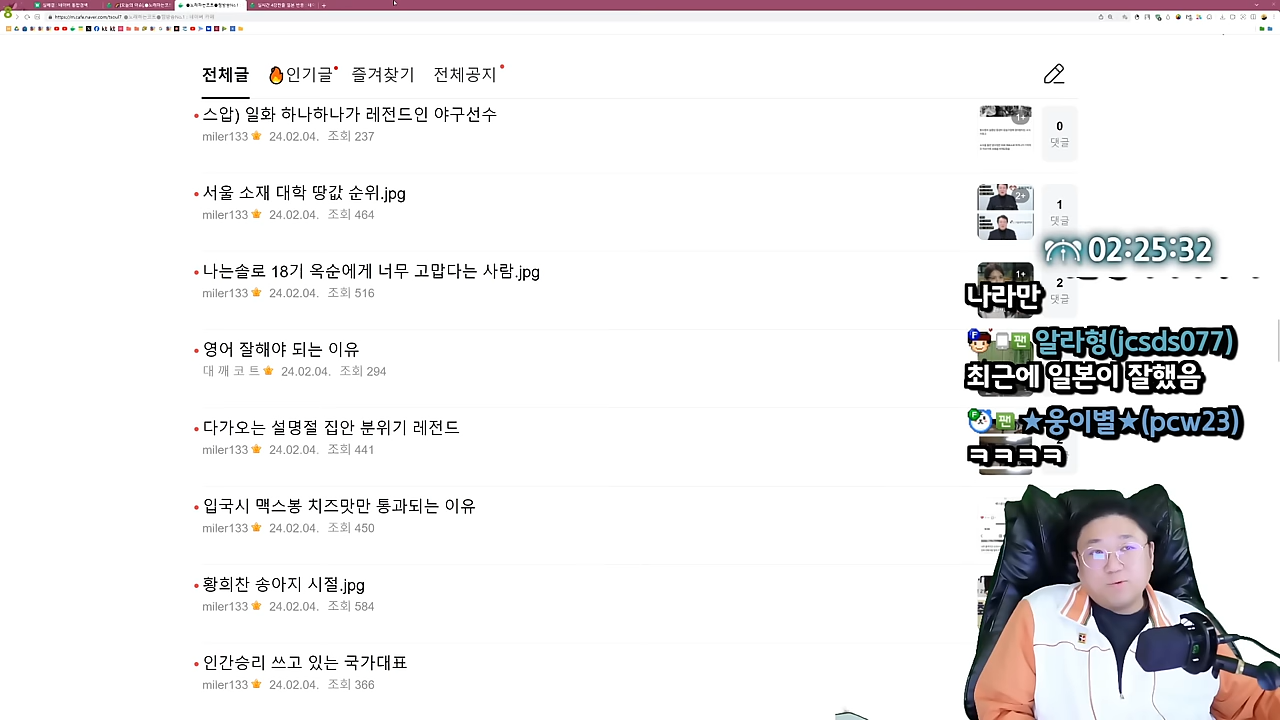 https://m.cafe.naver.com/tsoul7
전체글
🔥인기글
즐겨찾기
전체공지
스압) 일화 하나하나가 레전드인 야구선수
miler133 24.02.04. 조회 237
1+
0
댓글
서울 소재 대학 땅값 순위.jpg
miler133 24.02.04. 조회 464
2+
1
댓글
02:25:32
나는솔로 18기 옥순에게 너무 고맙다는 사람.jpg
miler133 24.02.04. 조회 516
1+
2
댓글
나라만
영어 잘해야 되는 이유
대 깨 코 트 24.02.04. 조회 294
팬 알라형(jcsds077)
최근에 일본이 잘했음
다가오는 설명절 집안 분위기 레전드
miler133 24.02.04. 조회 441
팬 ★웅이별★(pcw23)
ㅋㅋㅋㅋ
입국시 맥스봉 치즈맛만 통과되는 이유
miler133 24.02.04. 조회 450
황희찬 송아지 시절.jpg
miler133 24.02.04. 조회 584
인간승리 쓰고 있는 국가대표
miler133 24.02.04. 조회 366